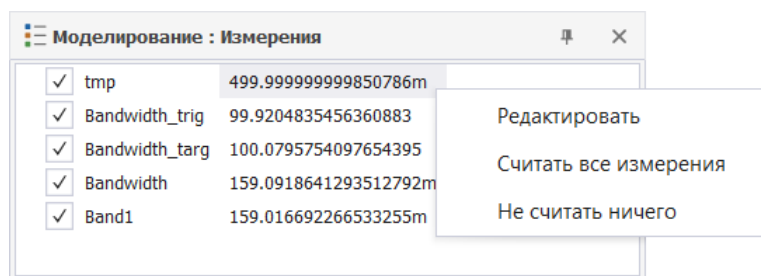 Моделирование : Измерения
tmp 499.999999999850786m
Bandwidth_trig 99.9204835456360883
Bandwidth_targ 100.0795754097654395
Bandwidth 159.0918641293512792m
Band1 159.016692266533255m
Редактировать
Считать все измерения
Не считать ничего